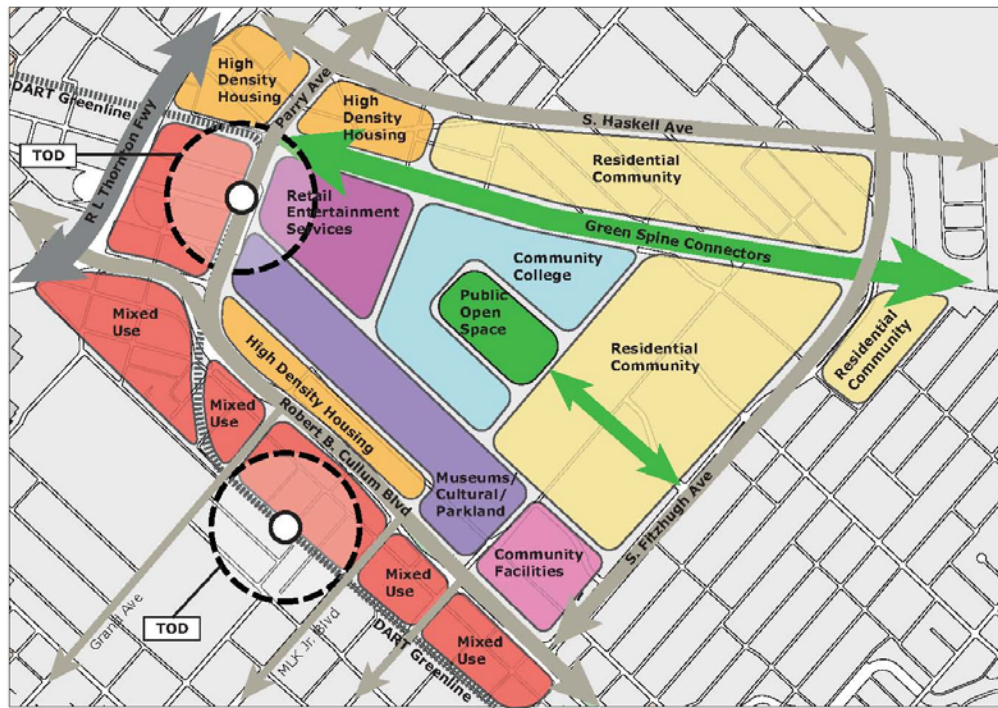 High
Density
Housing
DART Greenline
Parry Ave
High
Density
Housing
S. Haskell Ave
TOD
R L Thornton Fwy
Residential
Community
Retail
Entertainment
Services
Green Spine Connectors
Community
College
Public
Open
Space
Mixed
Use
High Density Housing
Residential
Community
Residential
Community
Mixed
Use
Robert B. Cullum Blvd
Museums/
Cultural/
Parkland
S. Fitzhugh Ave
Community
Facilities
Mixed
Use
Grand Ave
TOD
MLK Jr. Blvd
DART Greenline
Mixed
Use